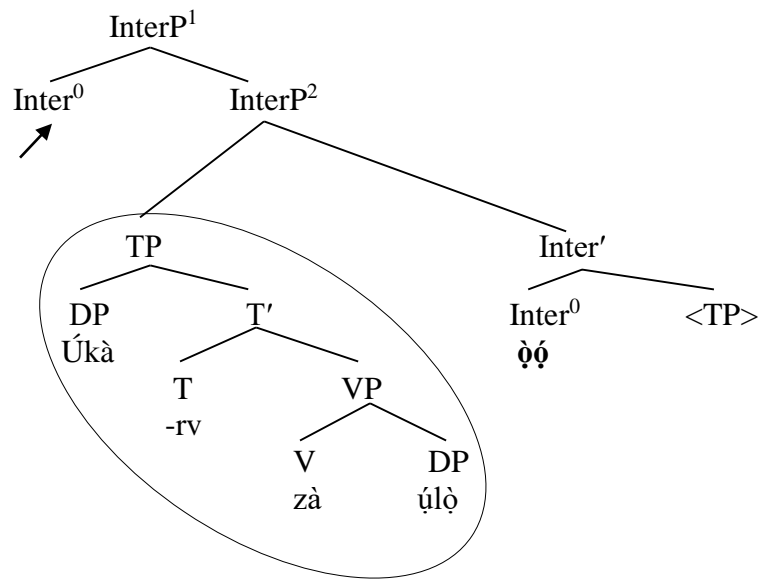 InterP¹
Inter⁰ InterP²
TP Inter′
DP T′ Inter⁰ <TP>
Úkà ọ̀ọ́
T VP
-rv
V DP
zà ụ́lọ̀